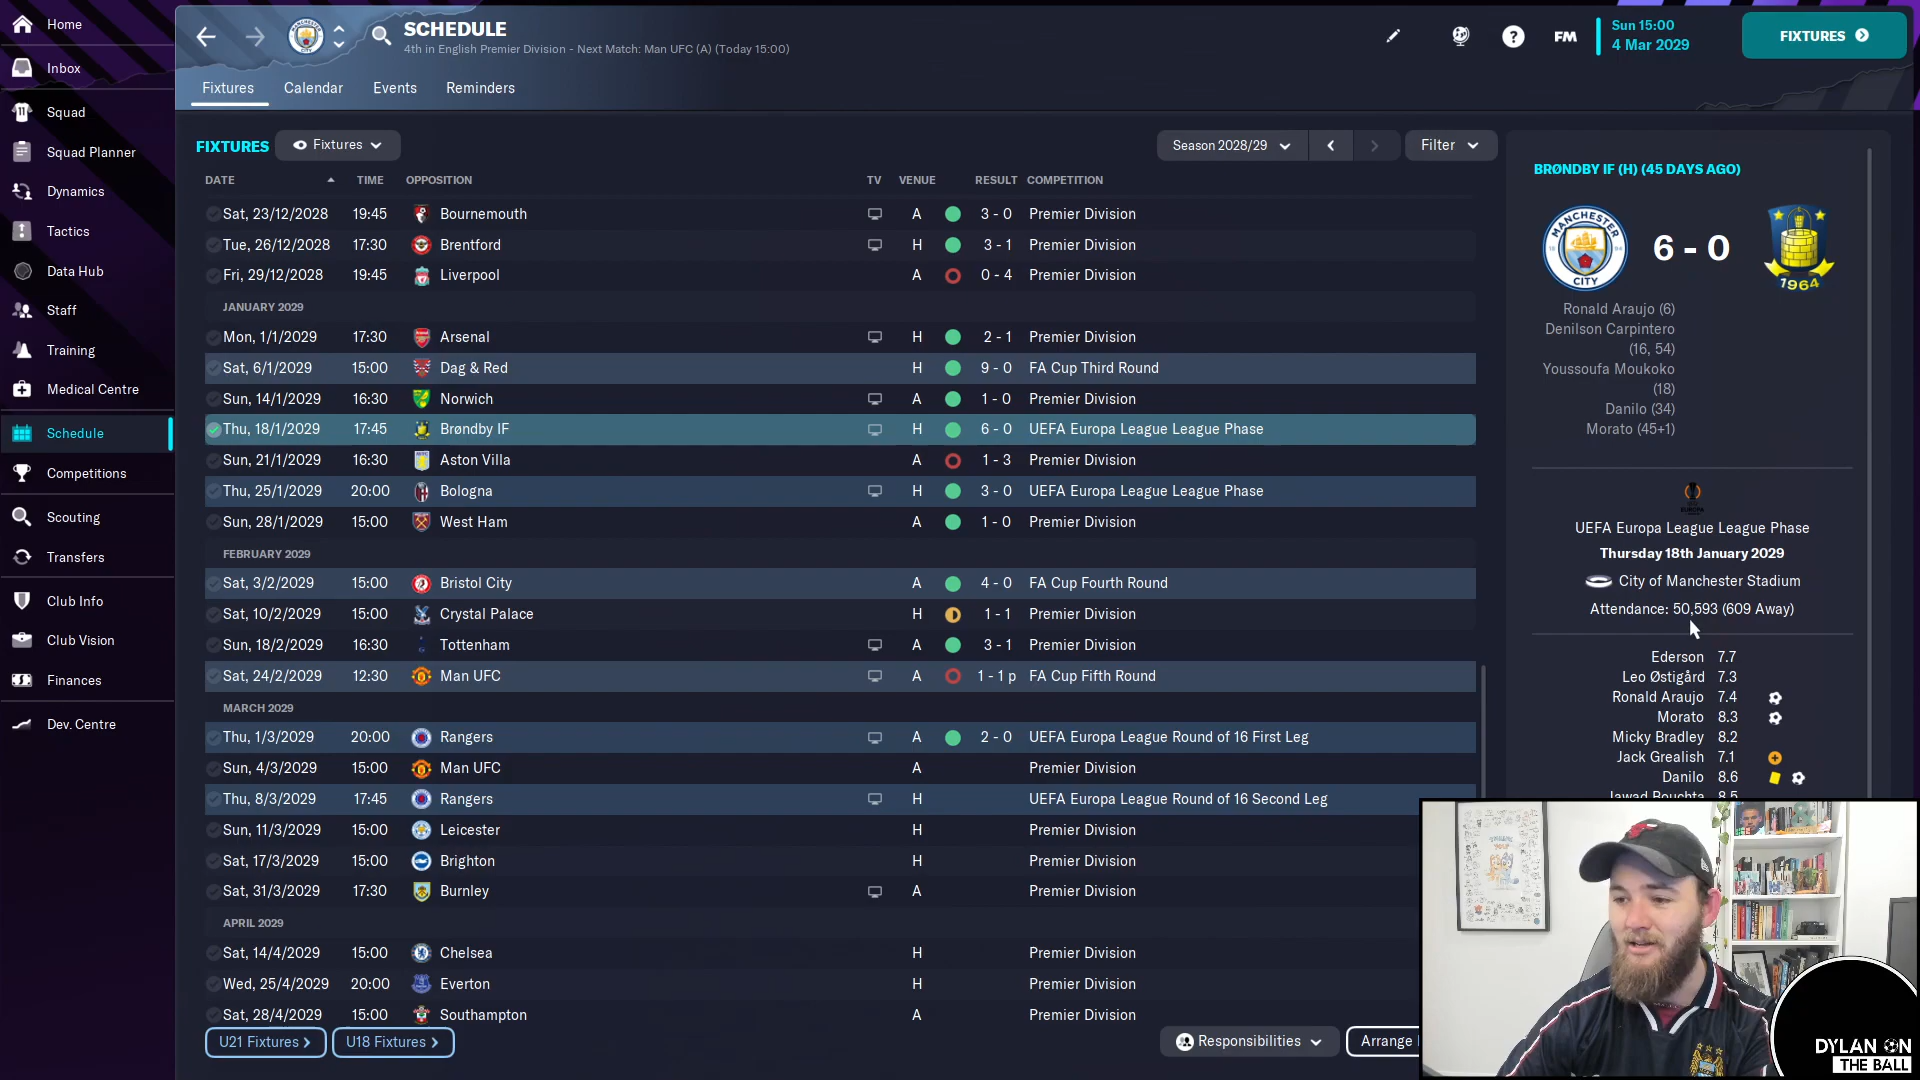 Home
Inbox
Squad
Squad Planner
Dynamics
Tactics
Data Hub
Staff
Training
Medical Centre
Schedule
Competitions
Scouting
Transfers
Club Info
Club Vision
Finances
Dev. Centre
SCHEDULE
4th in English Premier Division - Next Match: Man UFC (A) (Today 15:00)
FM
Sun 15:00
4 Mar 2029
FIXTURES
Fixtures Calendar Events Reminders
FIXTURES Fixtures Season 2028/29 Filter
DATE TIME OPPOSITION TV VENUE RESULT COMPETITION
Sat, 23/12/2028 19:45 Bournemouth A 3 - 0 Premier Division
Tue, 26/12/2028 17:30 Brentford H 3 - 1 Premier Division
Fri, 29/12/2028 19:45 Liverpool A 0 - 4 Premier Division
JANUARY 2029
Mon, 1/1/2029 17:30 Arsenal H 2 - 1 Premier Division
Sat, 6/1/2029 15:00 Dag & Red H 9 - 0 FA Cup Third Round
Sun, 14/1/2029 16:30 Norwich A 1 - 0 Premier Division
Thu, 18/1/2029 17:45 Brøndby IF H 6 - 0 UEFA Europa League League Phase
Sun, 21/1/2029 16:30 Aston Villa A 1 - 3 Premier Division
Thu, 25/1/2029 20:00 Bologna H 3 - 0 UEFA Europa League League Phase
Sun, 28/1/2029 15:00 West Ham A 1 - 0 Premier Division
FEBRUARY 2029
Sat, 3/2/2029 15:00 Bristol City A 4 - 0 FA Cup Fourth Round
Sat, 10/2/2029 15:00 Crystal Palace H 1 - 1 Premier Division
Sun, 18/2/2029 16:30 Tottenham A 3 - 1 Premier Division
Sat, 24/2/2029 12:30 Man UFC A 1 - 1 p FA Cup Fifth Round
MARCH 2029
Thu, 1/3/2029 20:00 Rangers A 2 - 0 UEFA Europa League Round of 16 First Leg
Sun, 4/3/2029 15:00 Man UFC A Premier Division
Thu, 8/3/2029 17:45 Rangers H UEFA Europa League Round of 16 Second Leg
Sun, 11/3/2029 15:00 Leicester H Premier Division
Sat, 17/3/2029 15:00 Brighton H Premier Division
Sat, 31/3/2029 17:30 Burnley A Premier Division
APRIL 2029
Sat, 14/4/2029 15:00 Chelsea H Premier Division
Wed, 25/4/2029 20:00 Everton H Premier Division
Sat, 28/4/2029 15:00 Southampton A Premier Division
U21 Fixtures U18 Fixtures Responsibilities Arrange
BRØNDBY IF (H) (45 DAYS AGO)
MANCHESTER
18 94
CITY
6 - 0
1964
Ronald Araujo (6)
Denilson Carpintero
(16, 54)
Youssoufa Moukoko
(18)
Danilo (34)
Morato (45+1)
UEFA Europa League League Phase
Thursday 18th January 2029
City of Manchester Stadium
Attendance: 50,593 (609 Away)
Ederson 7.7
Leo Østigård 7.3
Ronald Araujo 7.4
Morato 8.3
Micky Bradley 8.2
Jack Grealish 7.1
Danilo 8.6
Jawad Bouchta 8.5
DYLAN ON
THE BALL